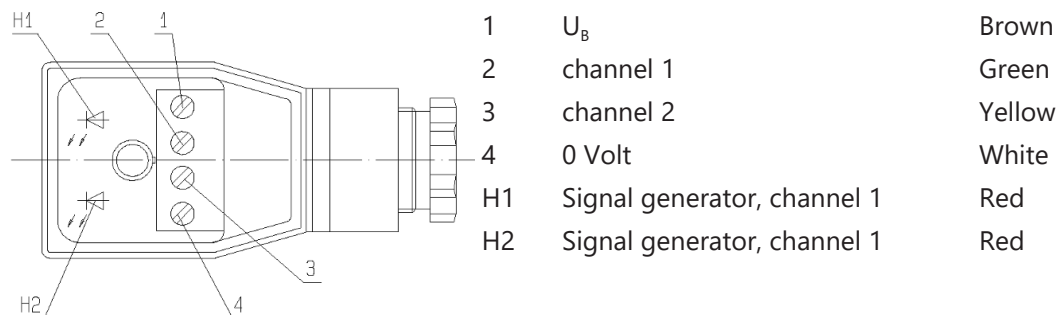 H1 2 1
3
4
H2
1 U_B Brown
2 channel 1 Green
3 channel 2 Yellow
4 0 Volt White
H1 Signal generator, channel 1 Red
H2 Signal generator, channel 1 Red